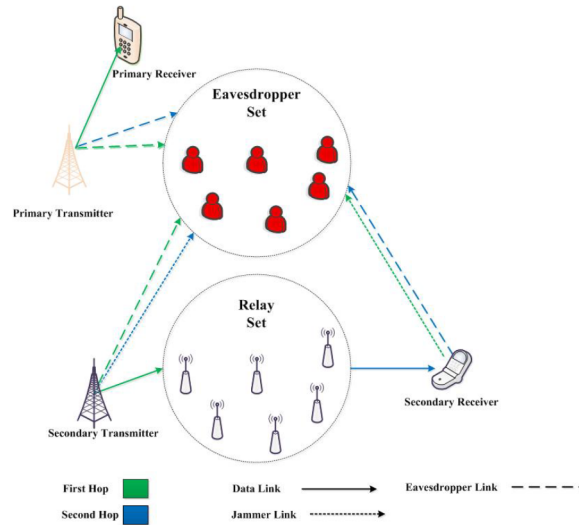 Primary Receiver
Eavesdropper
Set
Primary Transmitter
Relay
Set
Secondary Transmitter
Secondary Receiver
First Hop
Data Link
Eavesdropper Link
Second Hop
Jammer Link